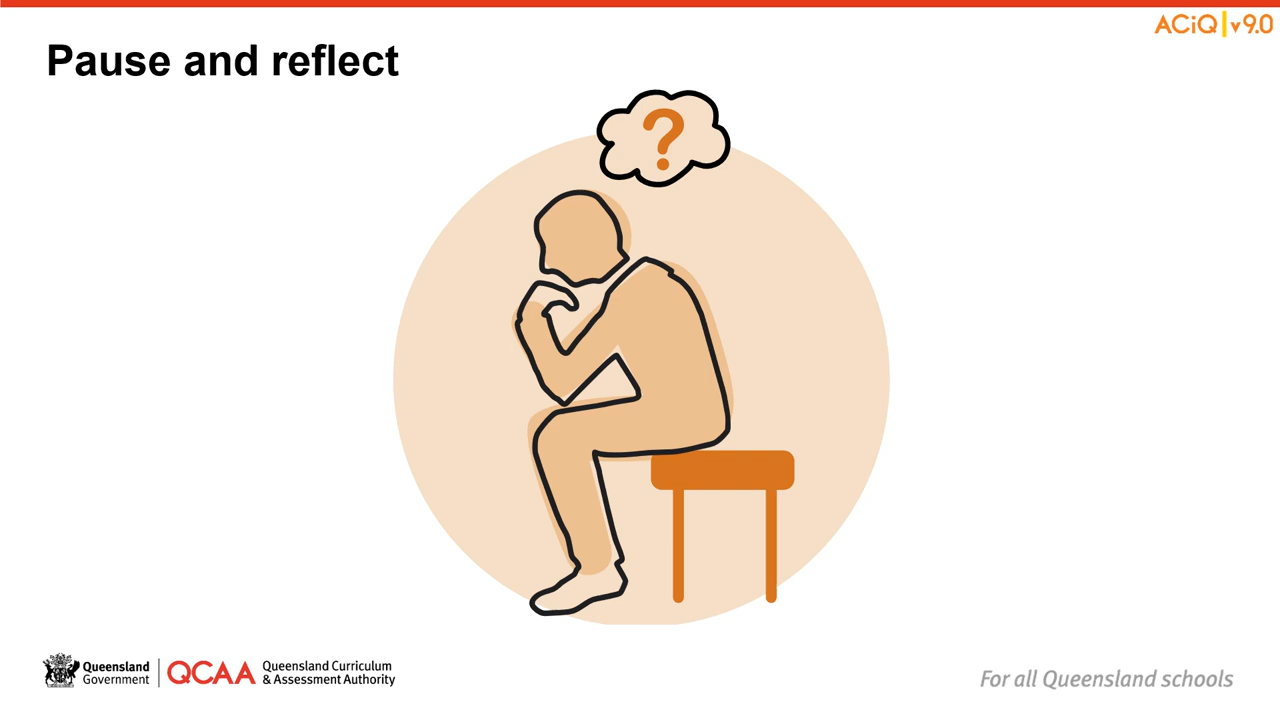 ACiQ v9.0
Pause and reflect
?
Queensland
Government
QCAA
Queensland Curriculum
& Assessment Authority
For all Queensland schools